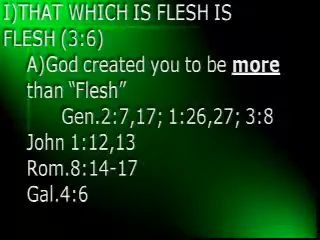 I)THAT WHICH IS FLESH IS
FLESH (3:6)
A)God created you to be more
than “Flesh”
Gen.2:7,17; 1:26,27; 3:8
John 1:12,13
Rom.8:14-17
Gal.4:6